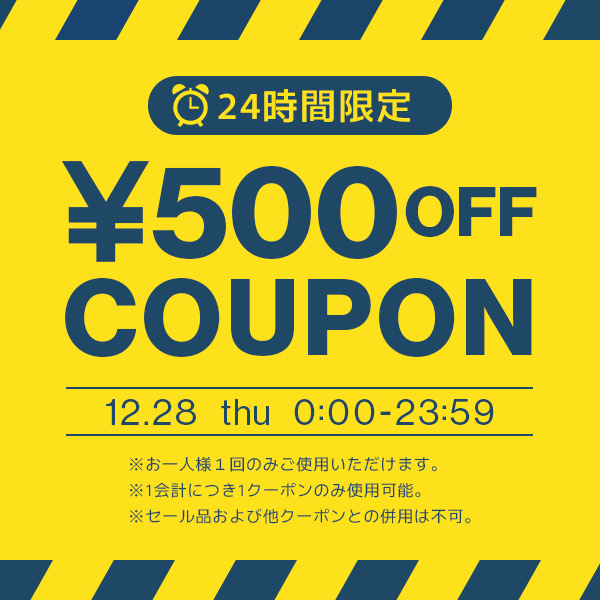 24時間限定
¥500OFF
COUPON
12.28 thu 0:00-23:59
※お一人様１回のみご使用いただけます。
※1会計につき1クーポンのみ使用可能。
※セール品および他クーポンとの併用は不可。